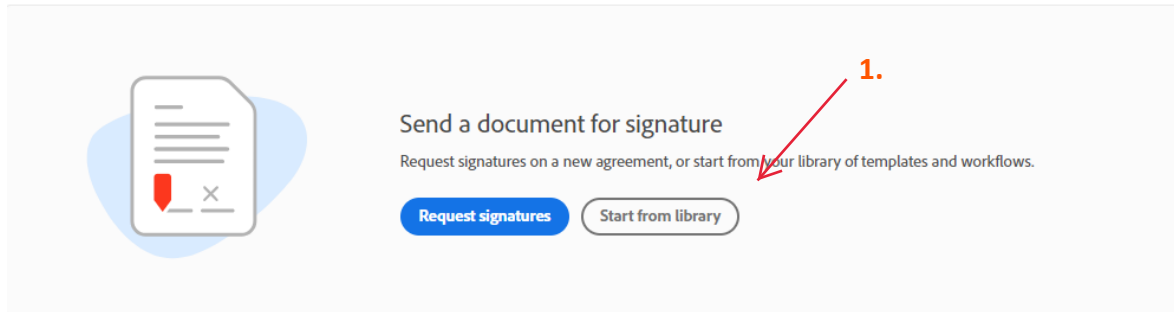 1.
Send a document for signature
Request signatures on a new agreement, or start from your library of templates and workflows.
Request signatures
Start from library